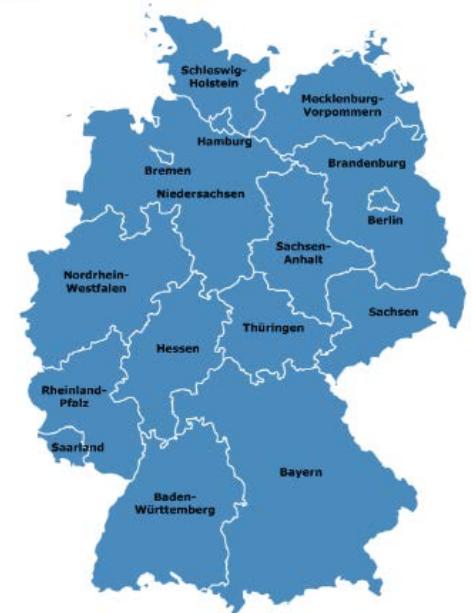 Schleswig-
Holstein
Mecklenburg-
Vorpommern
Hamburg
Bremen
Brandenburg
Niedersachsen
Berlin
Sachsen-
Anhalt
Nordrhein-
Westfalen
Sachsen
Thüringen
Hessen
Rheinland-
Pfalz
Saarland
Bayern
Baden-
Württemberg